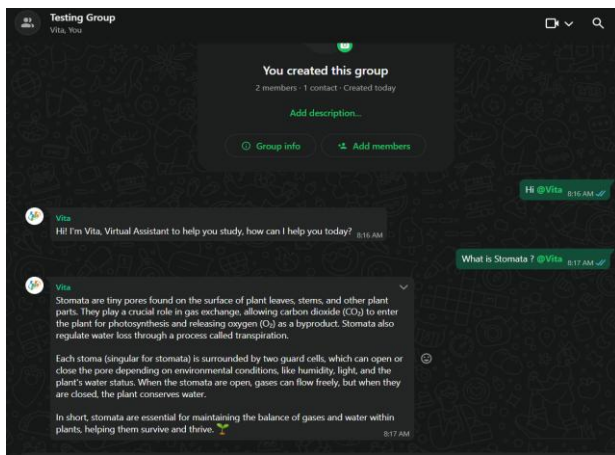 Testing Group
Vita, You
You created this group
2 members · 1 contact · Created today
Add description...
Group info
Add members
Hi @Vita 8:16 AM
Vita
Hi! I'm Vita, Virtual Assistant to help you study, how can I help you today? 8:16 AM
What is Stomata ? @Vita 8:17 AM
Vita
Stomata are tiny pores found on the surface of plant leaves, stems, and other plant
parts. They play a crucial role in gas exchange, allowing carbon dioxide (CO₂) to enter
the plant for photosynthesis and releasing oxygen (O₂) as a byproduct. Stomata also
regulate water loss through a process called transpiration.
Each stoma (singular for stomata) is surrounded by two guard cells, which can open or
close the pore depending on environmental conditions, like humidity, light, and the
plant's water status. When the stomata are open, gases can flow freely, but when they
are closed, the plant conserves water.
In short, stomata are essential for maintaining the balance of gases and water within
plants, helping them survive and thrive. 🌱
8:17 AM